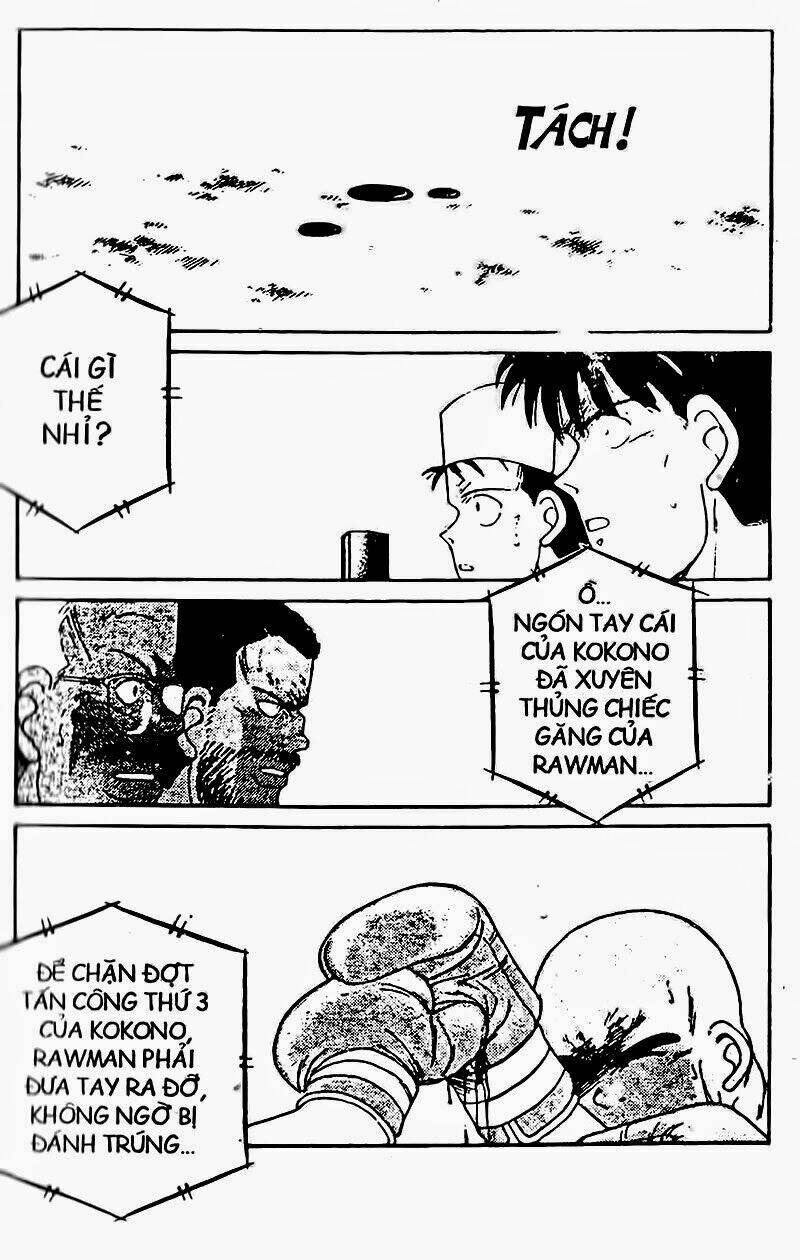 TÁCH!
CÁI GÌ
THẾ
NHỈ?
Ồ...
NGÓN TAY CÁI
CỦA KOKONO
ĐÃ XUYÊN
THỦNG CHIẾC
GĂNG CỦA
RAWMAN...
ĐỂ CHẶN ĐỢT
TẤN CÔNG THỨ 3
CỦA KOKONO,
RAWMAN PHẢI
ĐƯA TAY RA ĐỠ,
KHÔNG NGỜ BỊ
ĐÁNH TRÚNG...